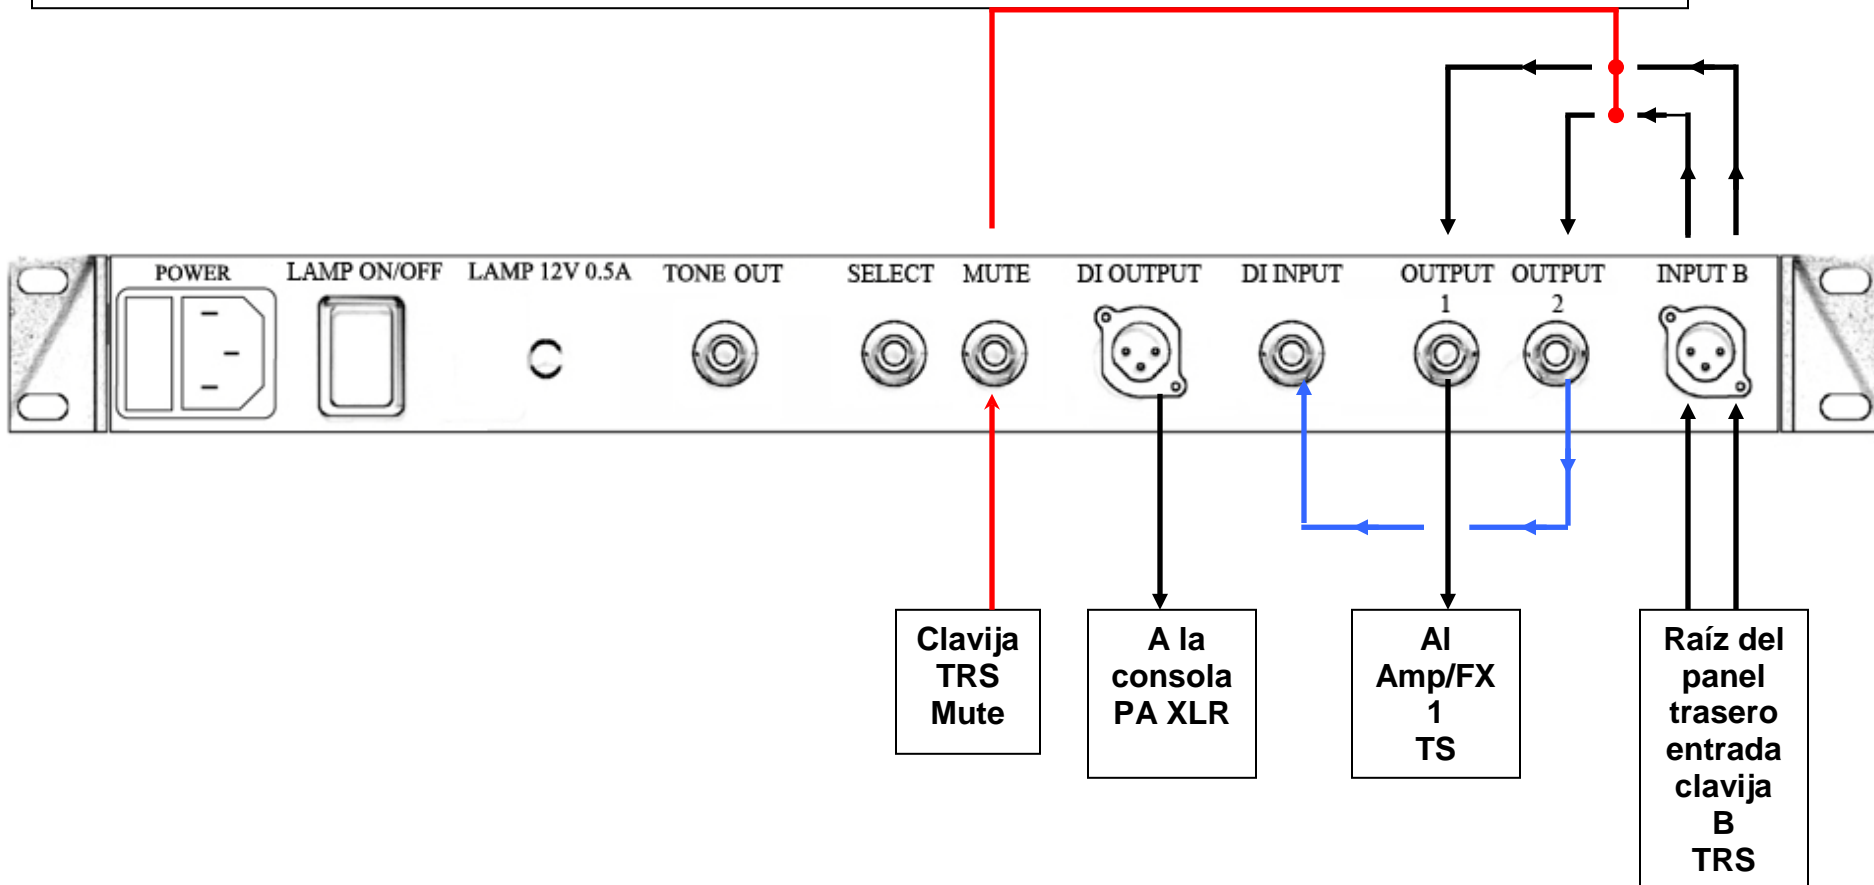 POWER
LAMP ON/OFF
LAMP 12V 0.5A
TONE OUT
SELECT
MUTE
DI OUTPUT
DI INPUT
OUTPUT
1
OUTPUT
2
INPUT B
Clavija
TRS
Mute
A la
consola
PA XLR
Al
Amp/FX
1
TS
Raíz del
panel
trasero
entrada
clavija
B
TRS